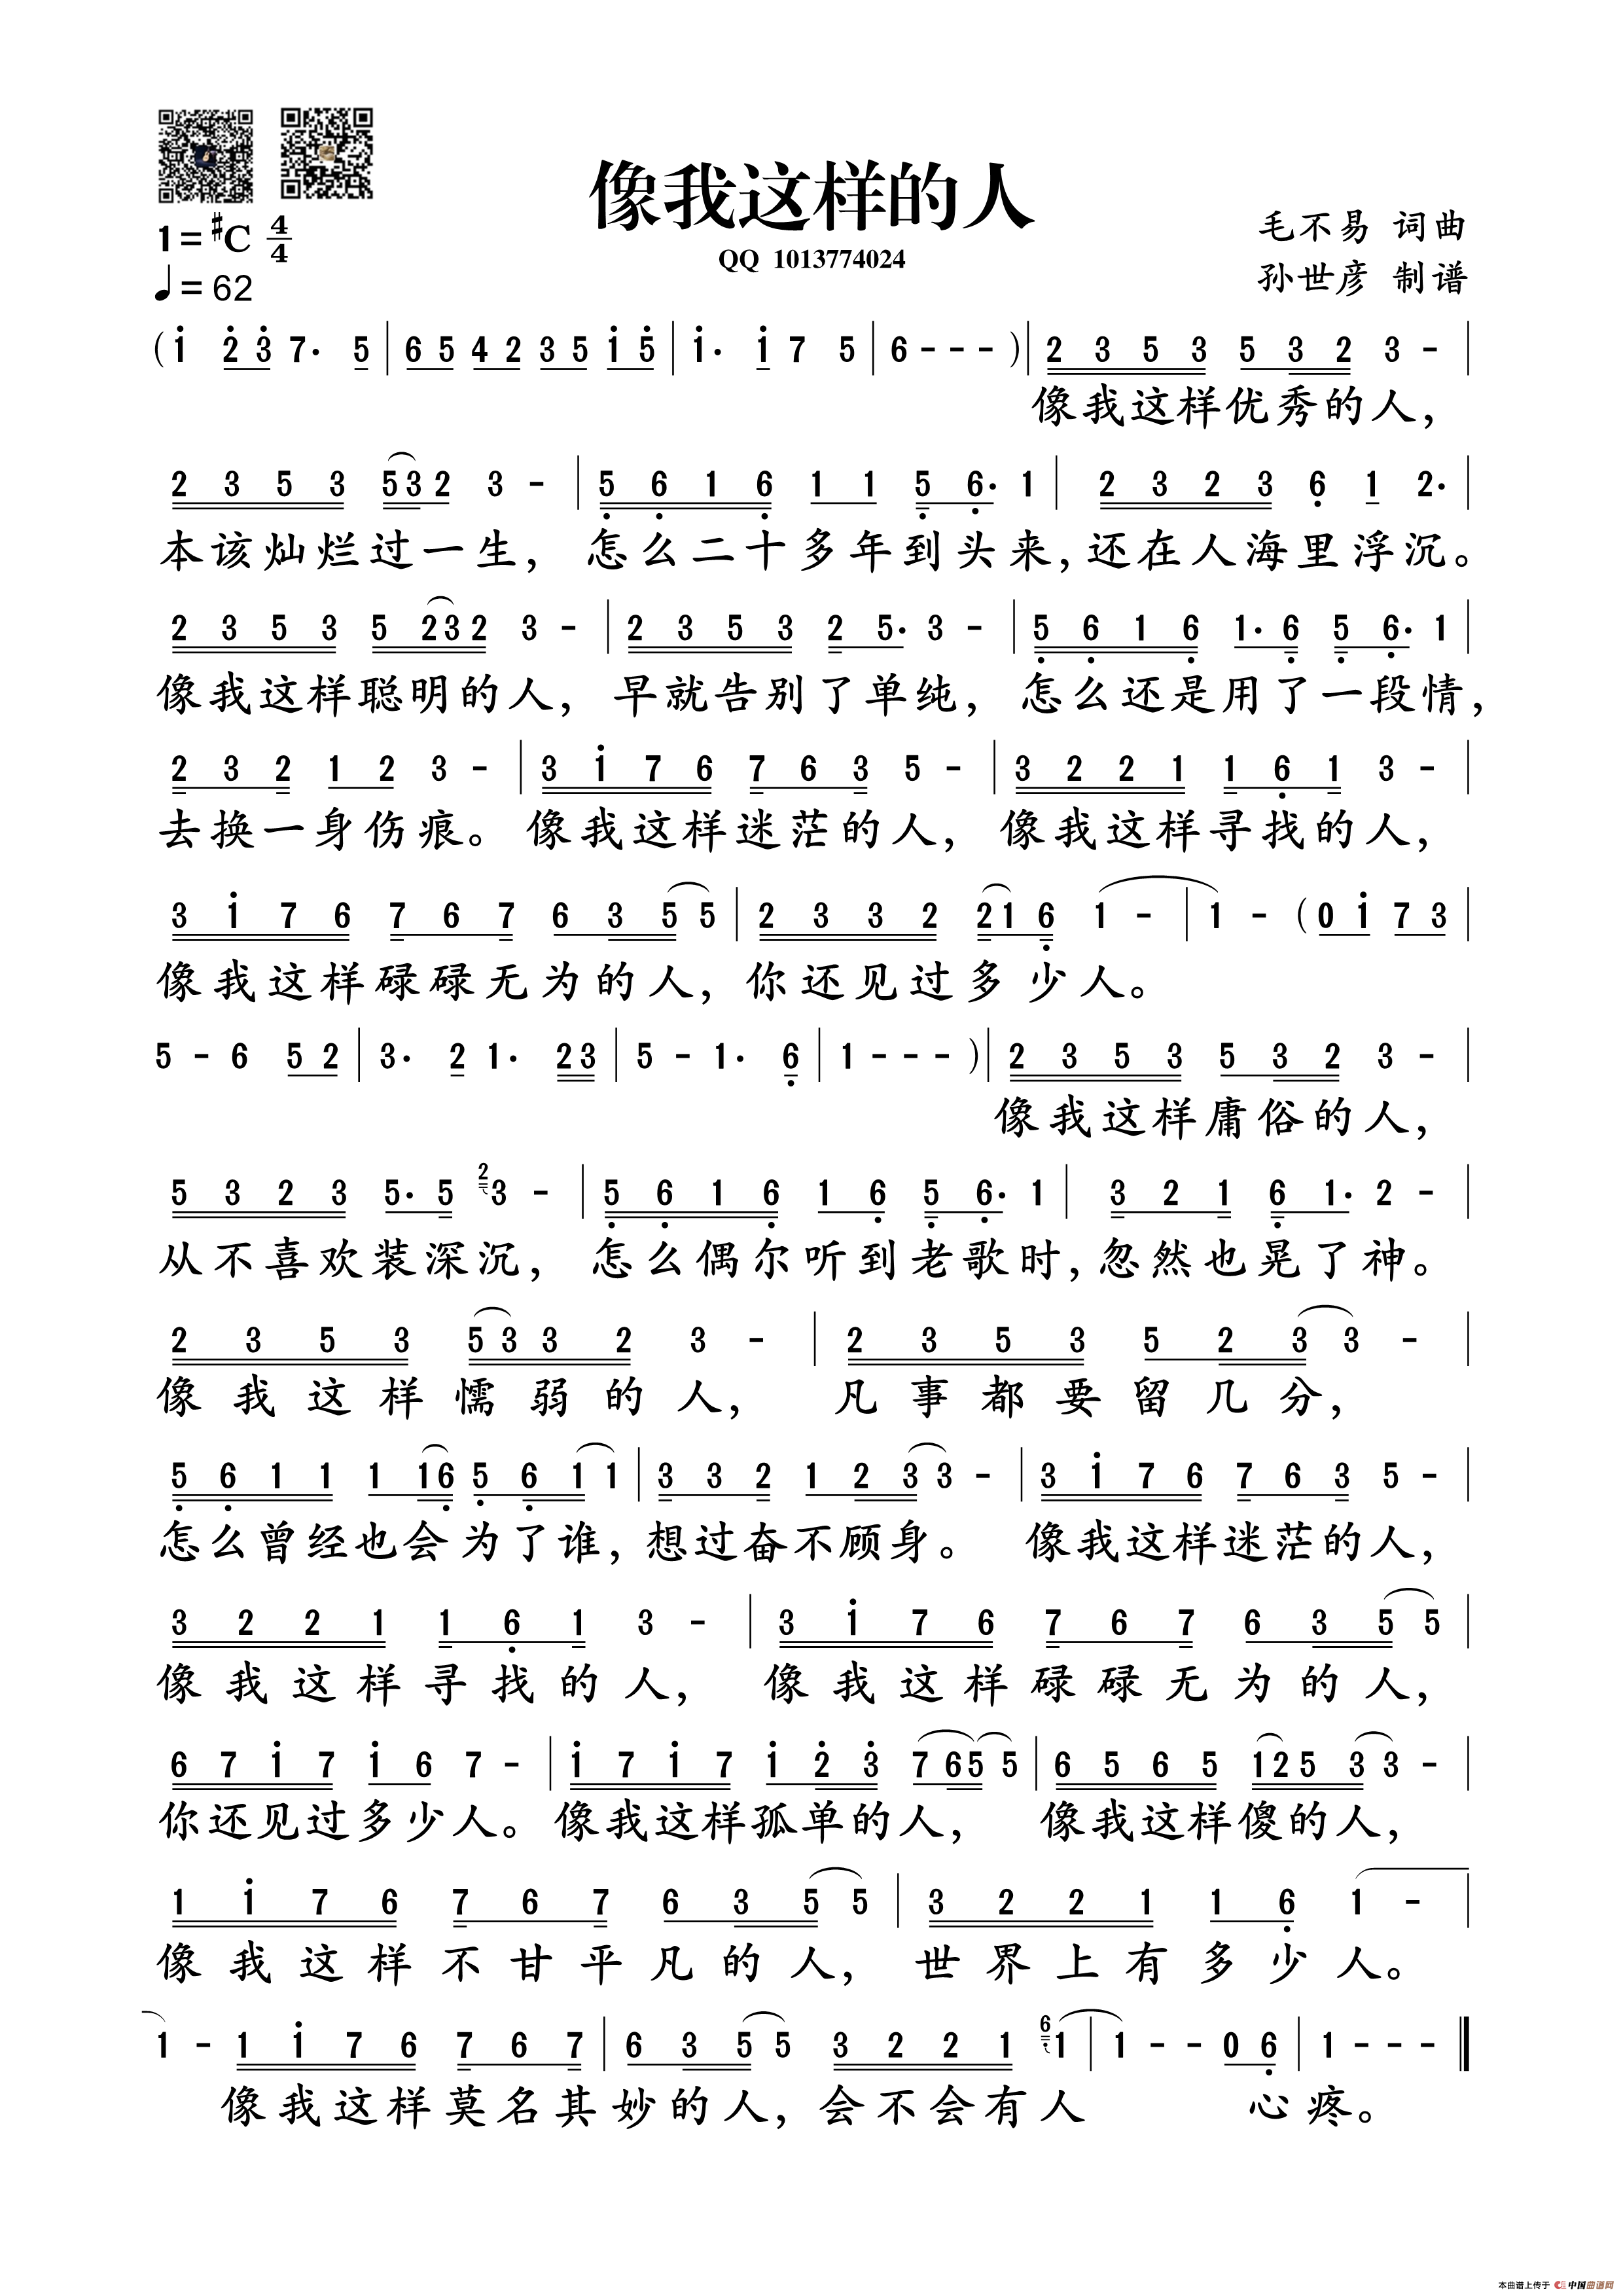 像我这样的人
QQ 1013774024
毛不易 词曲
孙世彦 制谱
1=#C 4/4
♩=62
(i 2̇ 3̇ 7. 5 | 6 5 4 2 3 5 i 5̇ | i. i 7 5 | 6 - - - ) | 2 3 5 3 5 3 2 3 - |
像我这样优秀的人，
2 3 5 3 5 3 2 3 - | 5̣ 6̣ 1 6̣ 1 1 5̣ 6̣. 1 | 2 3 2 3 6̣ 1 2. |
本该灿烂过一生，怎么二十多年到头来，还在人海里浮沉。
2 3 5 3 5 2 3 2 3 - | 2 3 5 3 2 5. 3 - | 5̣ 6̣ 1 6̣ 1. 6̣ 5̣ 6̣. 1 |
像我这样聪明的人，早就告别了单纯，怎么还是用了一段情，
2 3 2 1 2 3 - | 3 i 7 6 7 6 3 5 - | 3 2 2 1 1 6̣ 1 3 - |
去换一身伤痕。像我这样迷茫的人，像我这样寻找的人，
3 i 7 6 7 6 7 6 3 5 5 | 2 3 3 2 2 1 6̣ 1 - | 1 - (0 i 7 3 |
像我这样碌碌无为的人，你还见过多少人。
5 - 6 5 2 | 3. 2 1. 2 3 | 5 - 1. 6̣ | 1 - - - ) | 2 3 5 3 5 3 2 3 - |
像我这样庸俗的人，
5 3 2 3 5. 5 2 3 - | 5̣ 6̣ 1 6̣ 1 6̣ 5̣ 6̣. 1 | 3 2 1 6̣ 1. 2 - |
从不喜欢装深沉，怎么偶尔听到老歌时，忽然也晃了神。
2 3 5 3 5 3 3 2 3 - | 2 3 5 3 5 2 3 3 - |
像我这样懦弱的人，凡事都要留几分，
5̣ 6̣ 1 1 1 1 6̣ 5̣ 6̣ 1 1 | 3 3 2 1 2 3 3 - | 3 i 7 6 7 6 3 5 - |
怎么曾经也会为了谁，想过奋不顾身。像我这样迷茫的人，
3 2 2 1 1 6̣ 1 3 - | 3 i 7 6 7 6 7 6 3 5 5 |
像我这样寻找的人，像我这样碌碌无为的人，
6 7 i 7 i 6 7 - | i 7 i 7 i 2̇ 3̇ 7 6 5 5 | 6 5 6 5 1 2 5 3 3 - |
你还见过多少人。像我这样孤单的人，像我这样傻的人，
1 i 7 6 7 6 7 6 3 5 5 | 3 2 2 1 1 6̣ 1 - |
像我这样不甘平凡的人，世界上有多少人。
1 - 1 i 7 6 7 6 7 | 6 3 5 5 3 2 2 1 6̣ 1 | 1 - - 0 6̣ | 1 - - - ‖
像我这样莫名其妙的人，会不会有人心疼。
本曲谱上传于 中国曲谱网